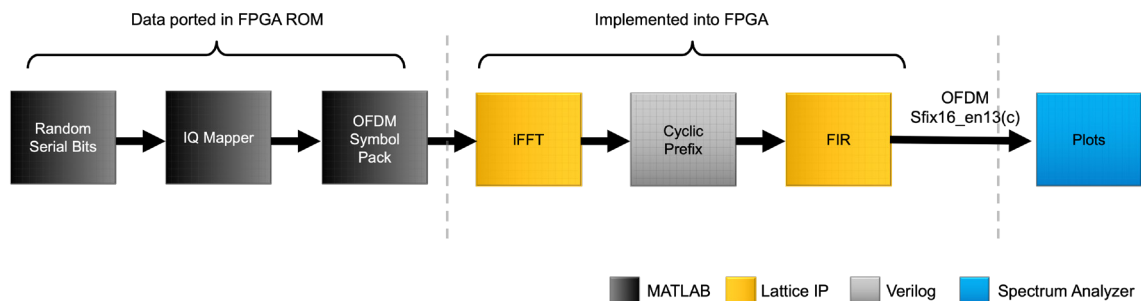 Data ported in FPGA ROM
Implemented into FPGA
Random
Serial Bits
IQ Mapper
OFDM
Symbol
Pack
iFFT
Cyclic
Prefix
FIR
OFDM
Sfix16_en13(c)
Plots
MATLAB
Lattice IP
Verilog
Spectrum Analyzer